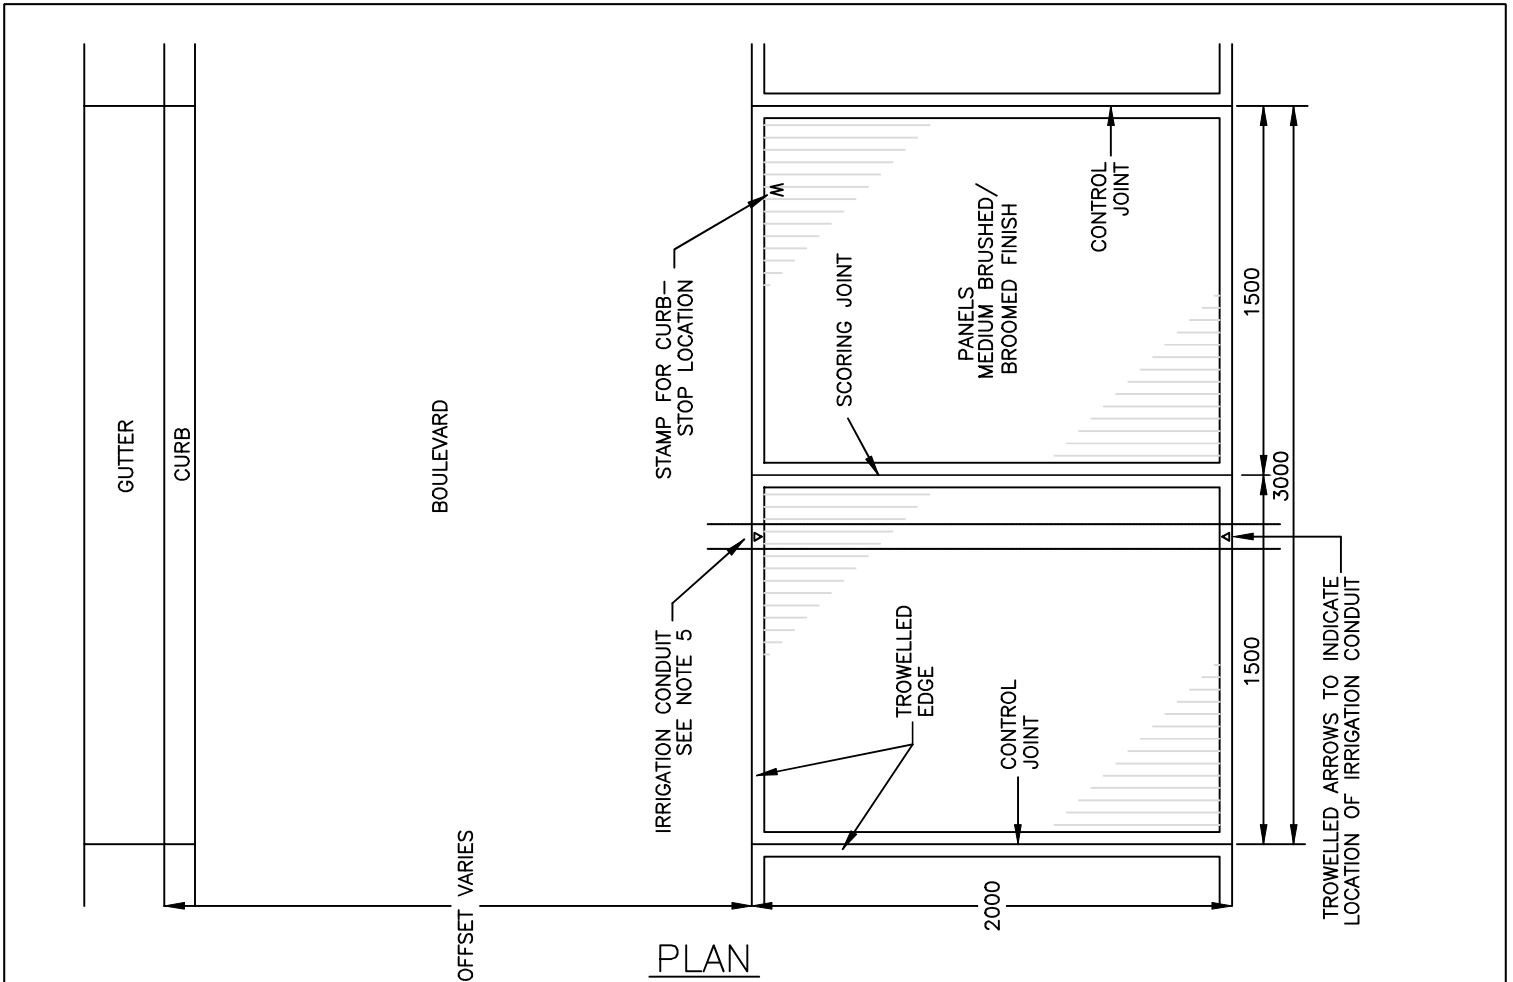 GUTTER
CURB
BOULEVARD
OFFSET VARIES
STAMP FOR CURB–
STOP LOCATION
IRRIGATION CONDUIT
SEE NOTE 5
W
SCORING JOINT
PANELS
MEDIUM BRUSHED/
BROOMED FINISH
CONTROL
JOINT
TROWELLED
EDGE
CONTROL
JOINT
1500
3000
1500
2000
TROWELLED ARROWS TO INDICATE
LOCATION OF IRRIGATION CONDUIT
PLAN